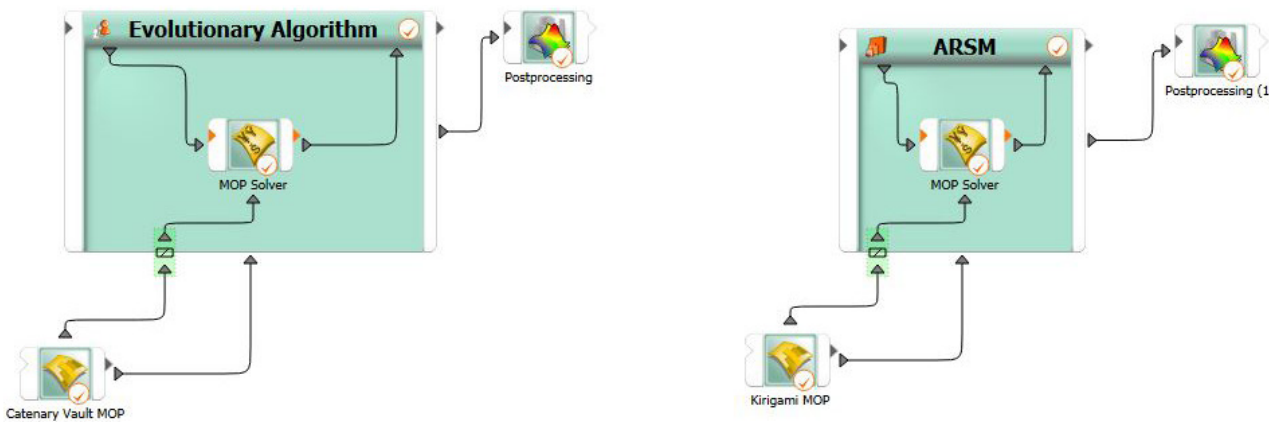 Evolutionary Algorithm
Postprocessing
MOP Solver
Catenary Vault MOP
ARSM
Postprocessing (1
MOP Solver
Kirigami MOP